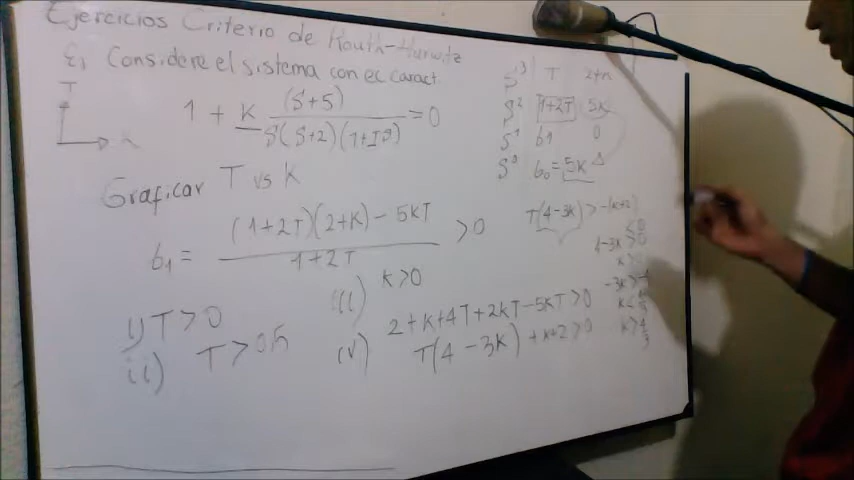 Ejercicios Criterio de Routh-Hurwitz
Ej Considere el sistema con ec caract.
T
K
1 + K (S+5) / S(S+2)(1+TS) = 0
Graficar T vs K
b1 = (1+2T)(2+K) - 5KT / 1+2T > 0
i) T > 0
ii) T >
iii) K>0
2+K+4T+2KT-5KT>0
iv) T(4-3K) + K+2>0
S³ T 2+K
S² 1+2T 5K
S¹ b1 0
S⁰ b0 = 5K
T(4-3K) > -(K+2)
4-3K > 0
-3K > -4
K > 4/3